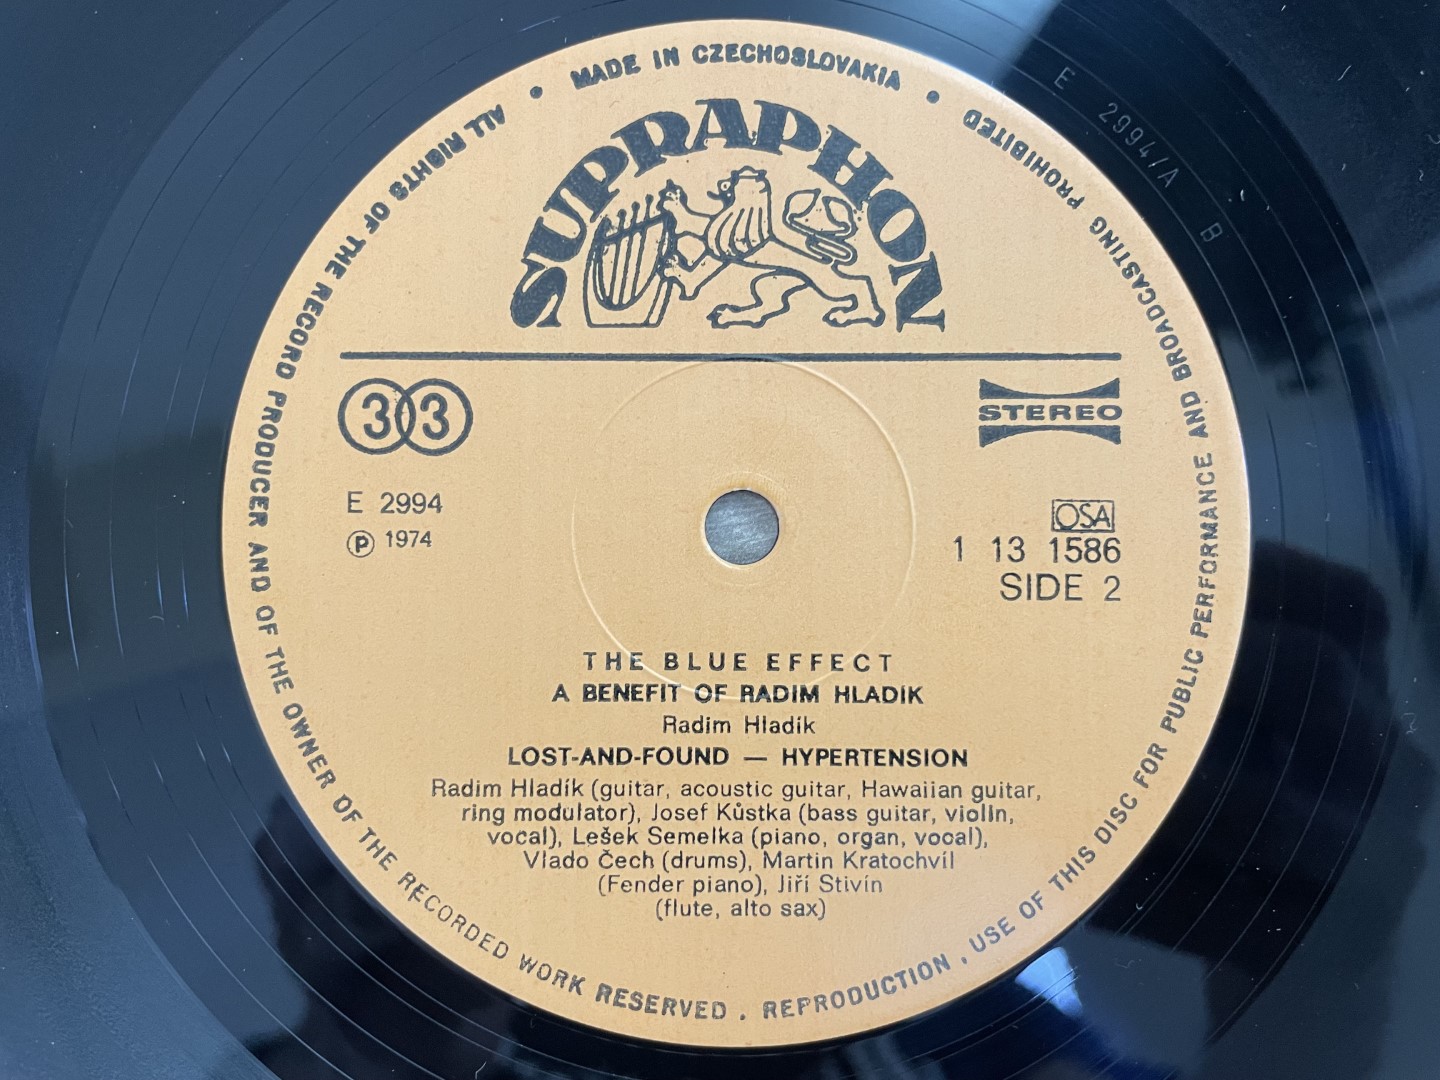 MADE IN CZECHOSLOVAKIA
ALL RIGHTS OF THE RECORD PRODUCER AND OF THE OWNER OF THE RECORDED WORK RESERVED . REPRODUCTION , USE OF THIS DISC FOR PUBLIC PERFORMANCE AND BROADCASTING PROHIBITED
E 2994/A B
SUPRAPHON
33
STEREO
E 2994
Ⓟ 1974
OSA
1 13 1586
SIDE 2
THE BLUE EFFECT
A BENEFIT OF RADIM HLADÍK
Radim Hladík
LOST-AND-FOUND — HYPERTENSION
Radim Hladík (guitar, acoustic guitar, Hawaiian guitar,
ring modulator), Josef Kůstka (bass guitar, violin,
vocal), Lešek Semelka (piano, organ, vocal),
Vlado Čech (drums), Martin Kratochvíl
(Fender piano), Jiří Stivín
(flute, alto sax)